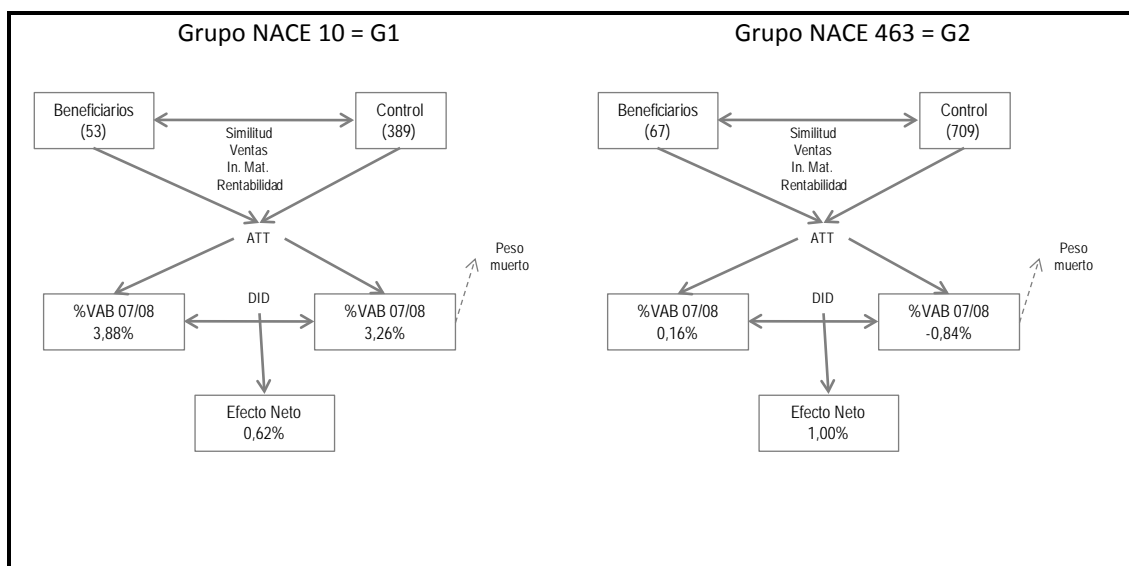 Grupo NACE 10 = G1
Beneficiarios
(53)
Control
(389)
Similitud
Ventas
In. Mat.
Rentabilidad
ATT
Peso
muerto
%VAB 07/08
3,88%
DID
%VAB 07/08
3,26%
Efecto Neto
0,62%
Grupo NACE 463 = G2
Beneficiarios
(67)
Control
(709)
Similitud
Ventas
In. Mat.
Rentabilidad
ATT
Peso
muerto
%VAB 07/08
0,16%
DID
%VAB 07/08
-0,84%
Efecto Neto
1,00%